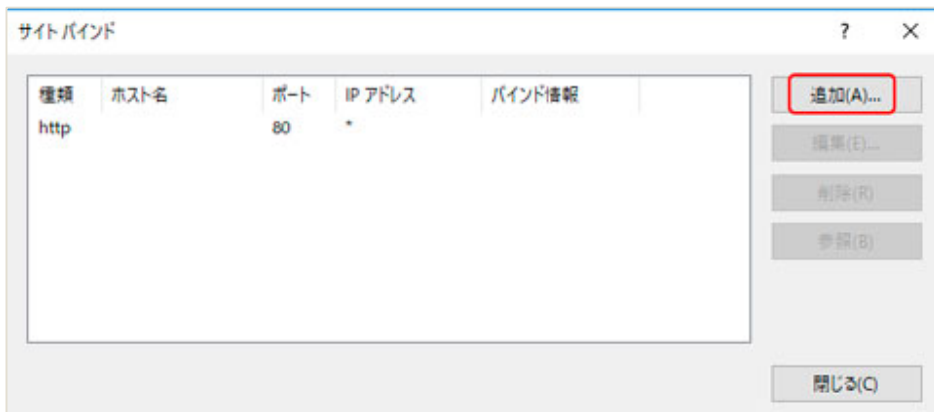 サイト バインド ? ×
種類 ホスト名 ポート IP アドレス バインド情報 追加(A)...
http 80 *
編集(E)...
削除(R)
参照(B)
閉じる(C)